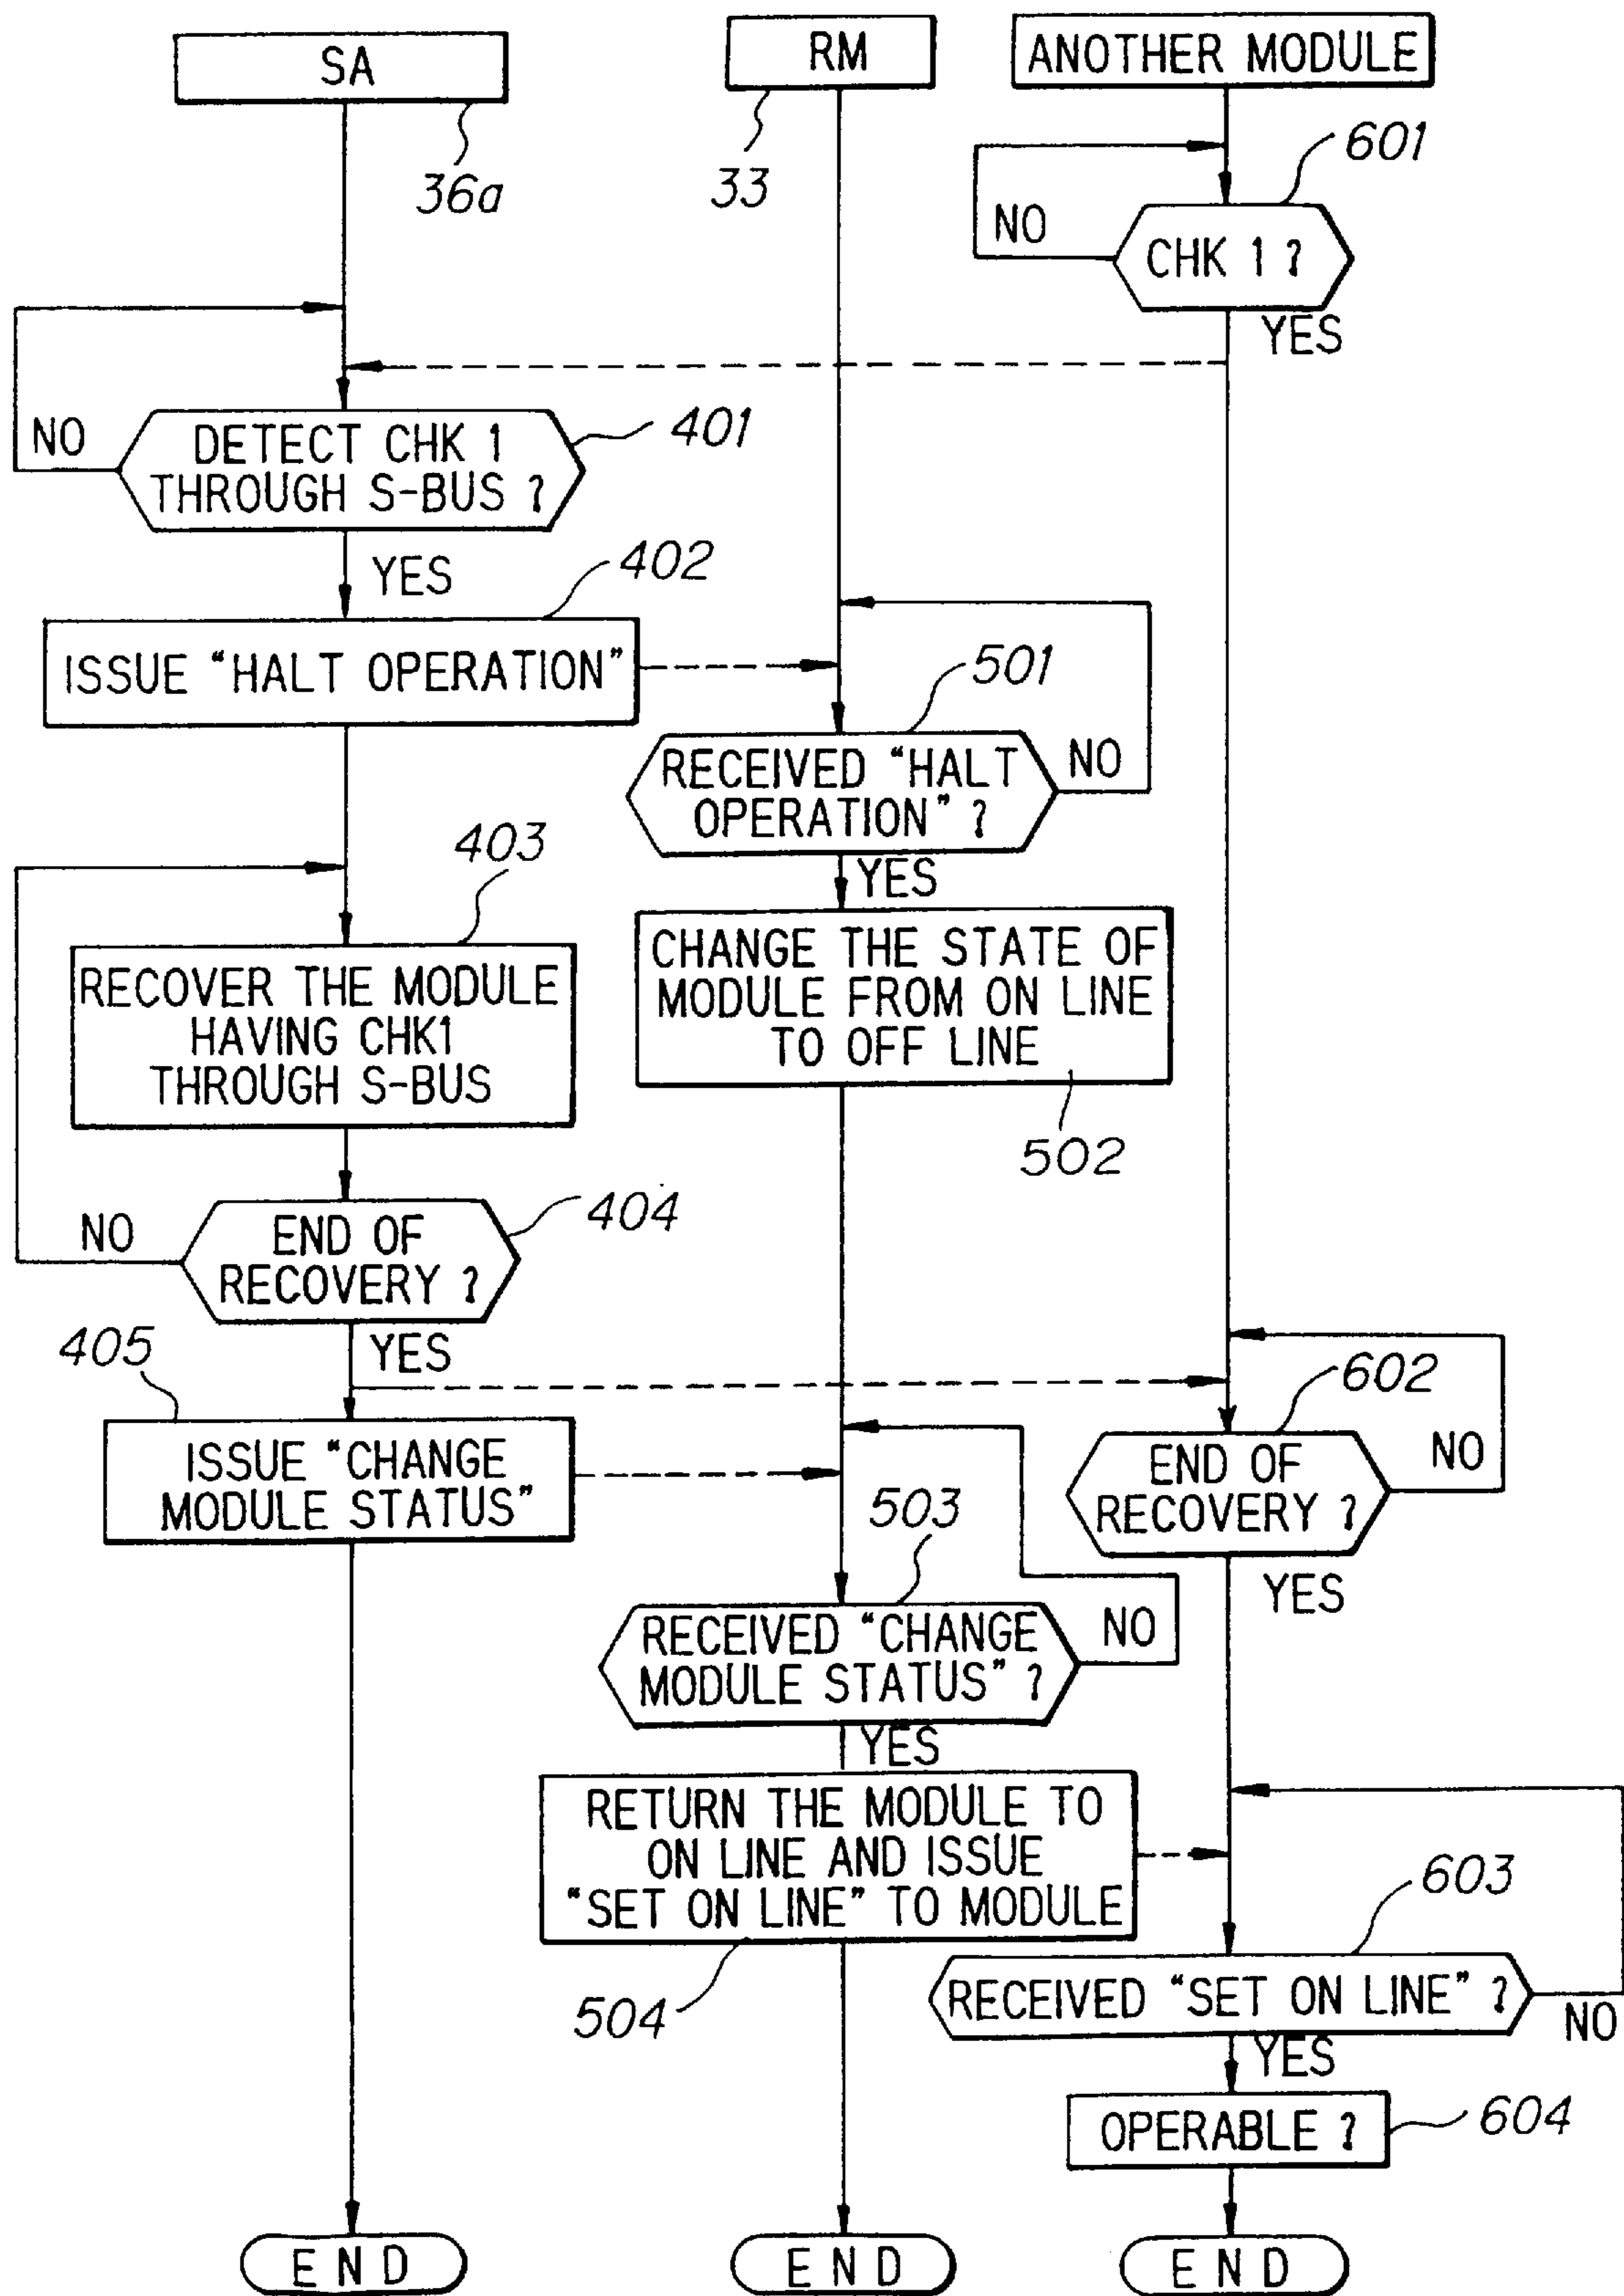 SA
RM
ANOTHER MODULE
36a
33
601
NO
CHK 1 ?
YES
NO
DETECT CHK 1
THROUGH S-BUS ?
401
YES
402
ISSUE “HALT OPERATION”
501
RECEIVED “HALT
OPERATION” ?
NO
YES
403
RECOVER THE MODULE
HAVING CHK1
THROUGH S-BUS
CHANGE THE STATE OF
MODULE FROM ON LINE
TO OFF LINE
502
NO
END OF
RECOVERY ?
404
YES
405
ISSUE “CHANGE
MODULE STATUS”
602
END OF
RECOVERY ?
NO
YES
503
RECEIVED “CHANGE
MODULE STATUS” ?
NO
YES
RETURN THE MODULE TO
ON LINE AND ISSUE
“SET ON LINE” TO MODULE
504
603
RECEIVED “SET ON LINE” ?
NO
YES
OPERABLE ?
604
END
END
END